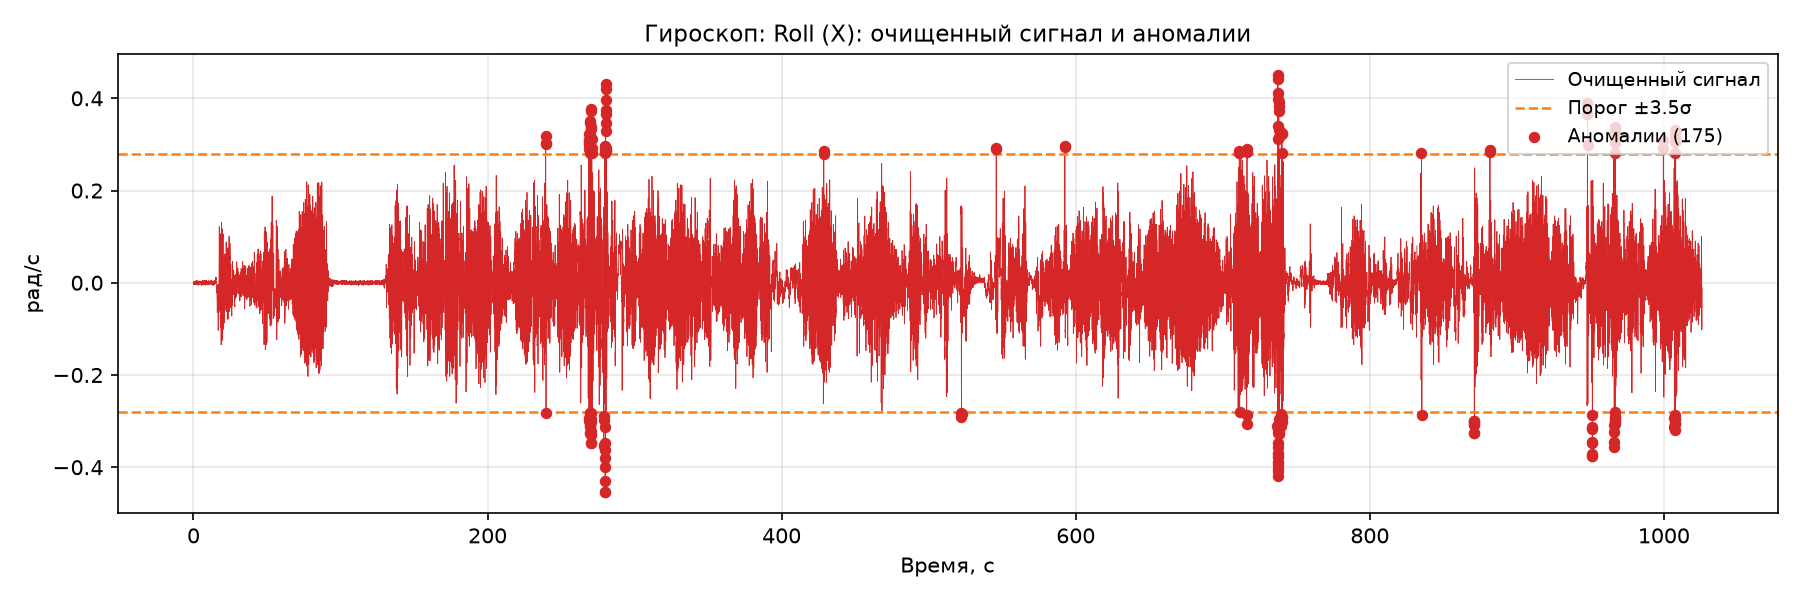 Гироскоп: Roll (X): очищенный сигнал и аномалии
Очищенный сигнал
Порог ±3.5σ
Аномалии (175)
рад/с
0.4
0.2
0.0
−0.2
−0.4
0 200 400 600 800 1000
Время, с